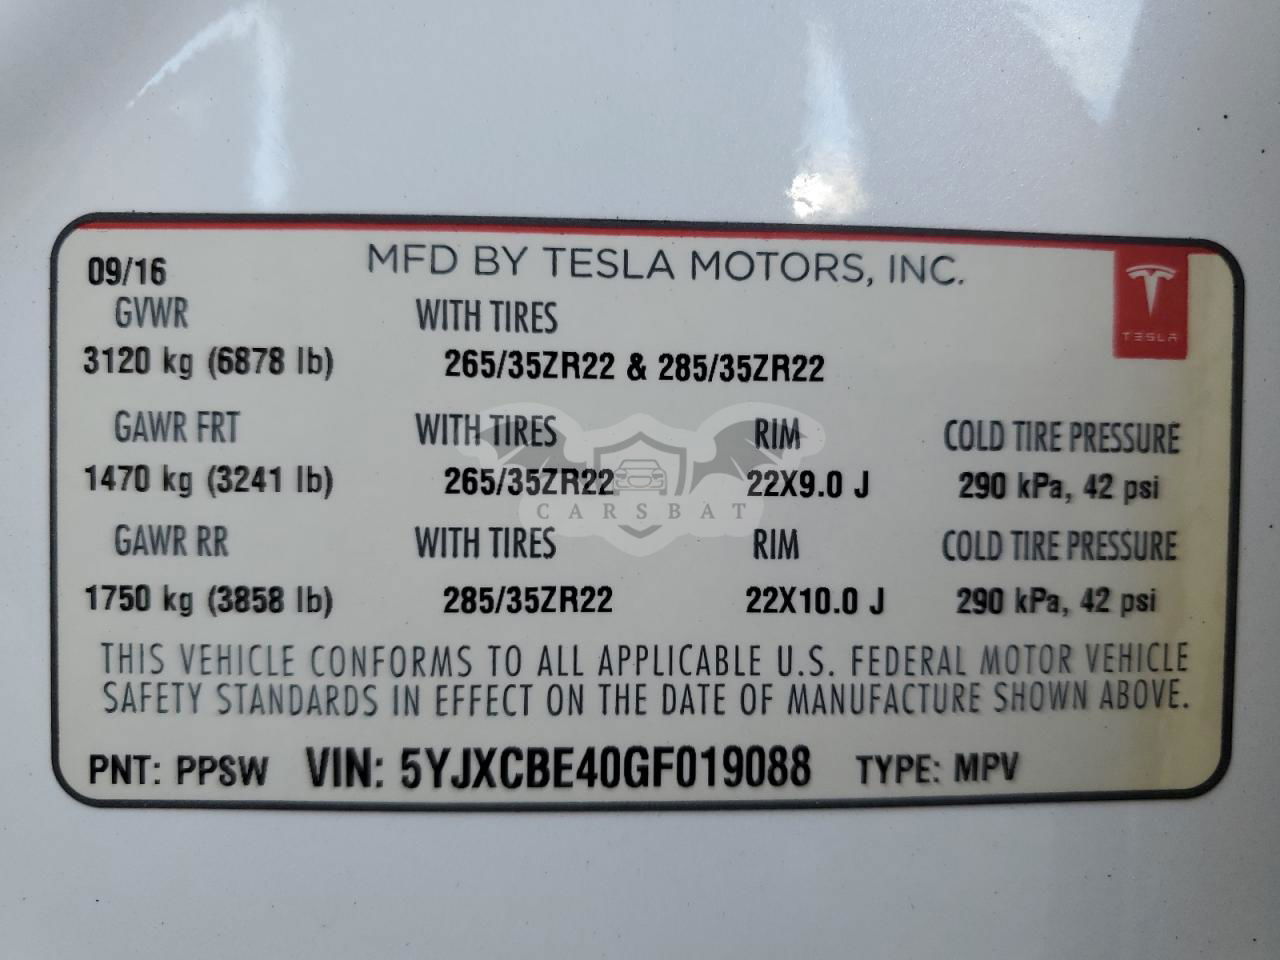 09/16 MFD BY TESLA MOTORS, INC.
TESLA
GVWR WITH TIRES
3120 kg (6878 lb) 265/35ZR22 & 285/35ZR22
GAWR FRT WITH TIRES RIM COLD TIRE PRESSURE
1470 kg (3241 lb) 265/35ZR22 22X9.0 J 290 kPa, 42 psi
CARSBAT
GAWR RR WITH TIRES RIM COLD TIRE PRESSURE
1750 kg (3858 lb) 285/35ZR22 22X10.0 J 290 kPa, 42 psi
THIS VEHICLE CONFORMS TO ALL APPLICABLE U.S. FEDERAL MOTOR VEHICLE
SAFETY STANDARDS IN EFFECT ON THE DATE OF MANUFACTURE SHOWN ABOVE.
PNT: PPSW VIN: 5YJXCBE40GF019088 TYPE: MPV